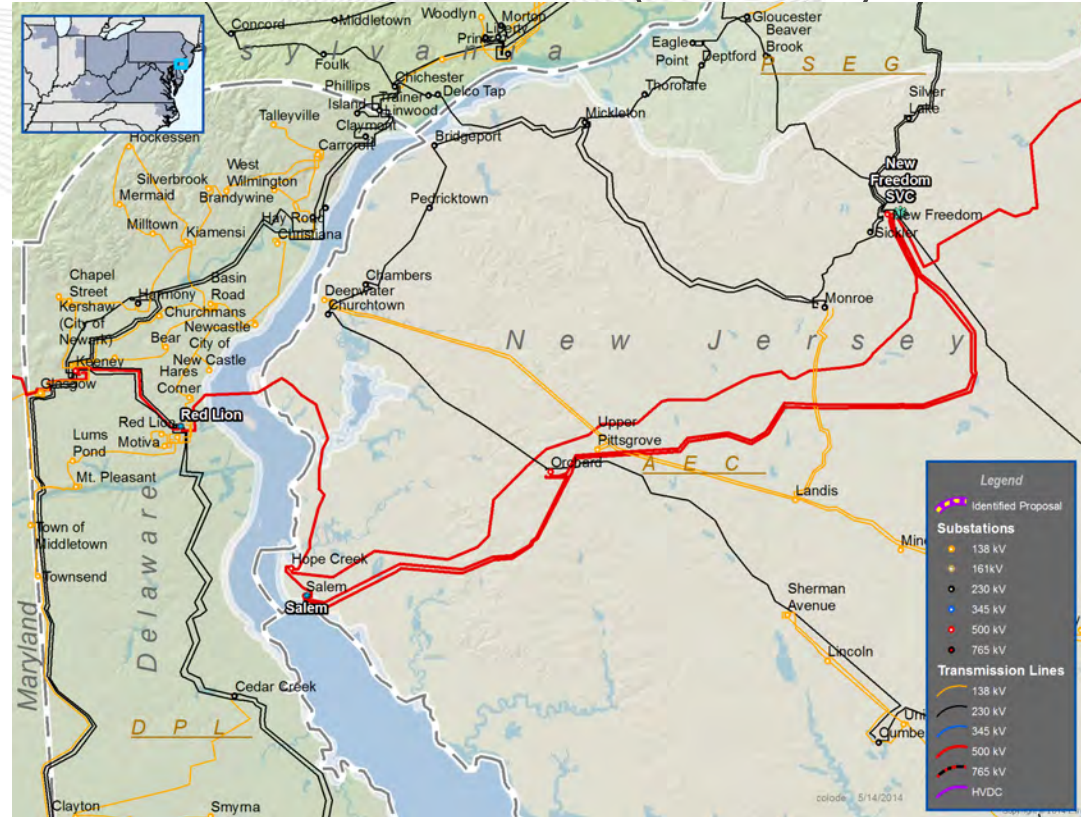 Concord
Middletown
Woodlyn
Morton
Liberty
Gloucester
Beaver
Brook
Eagle
Point
Deptford
s y l v a n i a
P S E G
Foulk
Phillips
Chichester
Delco Tap
Thorofare
Trainer
Island
Linwood
Silver
Lake
Talleyville
Claymont
Mickleton
Bridgeport
Hockessen
Carrcroft
West
Wilmington
Silverbrook
Mermaid
Brandywine
New
Freedom
SVC
Pedricktown
New Freedom
Milltown
Hay Road
Sickler
Kiamensi
Christiana
Chapel
Street
Basin
Road
Chambers
Deepwater
Kershaw
(City of
Newark)
Harmony
Churchmans
Churchtown
Monroe
Newcastle
City of
New Castle
Bear
N e w J e r s e y
Keeney
Glasgow
Hares
Corner
Red Lion
Red Lion
Upper
Pittsgrove
Lums
Pond
Motiva
Orchard
A E C
Mt. Pleasant
Landis
Town of
Middletown
Townsend
Hope Creek
Salem
Salem
Sherman
Avenue
Lincoln
Delaware
Maryland
Cedar Creek
D P L
Clayton
Smyrna
colode 5/14/2014
Legend
Identified Proposal
Substations
138 kV
161kV
230 kV
345 kV
500 kV
765 kV
Transmission Lines
138 kV
230 kV
345 kV
500 kV
765 kV
HVDC